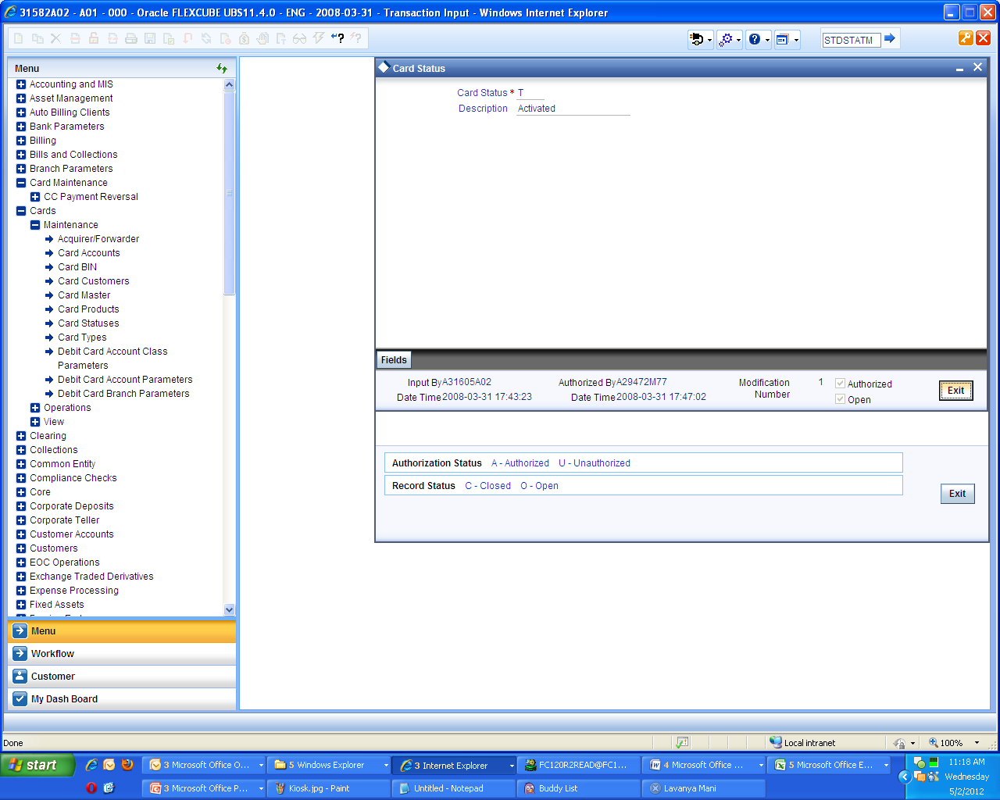 31582A02 - A01 - 000 - Oracle FLEXCUBE UBS11.4.0 - ENG - 2008-03-31 - Transaction Input - Windows Internet Explorer
STDSTATM
Menu
Accounting and MIS
Asset Management
Auto Billing Clients
Bank Parameters
Billing
Bills and Collections
Branch Parameters
Card Maintenance
CC Payment Reversal
Cards
Maintenance
Acquirer/Forwarder
Card Accounts
Card BIN
Card Customers
Card Master
Card Products
Card Statuses
Card Types
Debit Card Account Class
Parameters
Debit Card Account Parameters
Debit Card Branch Parameters
Operations
View
Clearing
Collections
Common Entity
Compliance Checks
Core
Corporate Deposits
Corporate Teller
Customer Accounts
Customers
EOC Operations
Exchange Traded Derivatives
Expense Processing
Fixed Assets
Menu
Workflow
Customer
My Dash Board
Card Status
Card Status * T
Description Activated
Fields
Input By A31605A02 Authorized By A29472M77 Modification Number 1 Authorized
Date Time 2008-03-31 17:43:23 Date Time 2008-03-31 17:47:02 Open
Exit
Authorization Status A - Authorized U - Unauthorized
Record Status C - Closed O - Open
Exit
Done Local intranet 100%
start 3 Microsoft Office O... 5 Windows Explorer 3 Internet Explorer FC120R2READ@FC1... 4 Microsoft Office ... 5 Microsoft Office E... 11:18 AM
3 Microsoft Office P... Kiosk.jpg - Paint Untitled - Notepad Buddy List Lavanya Mani Wednesday
5/2/2012